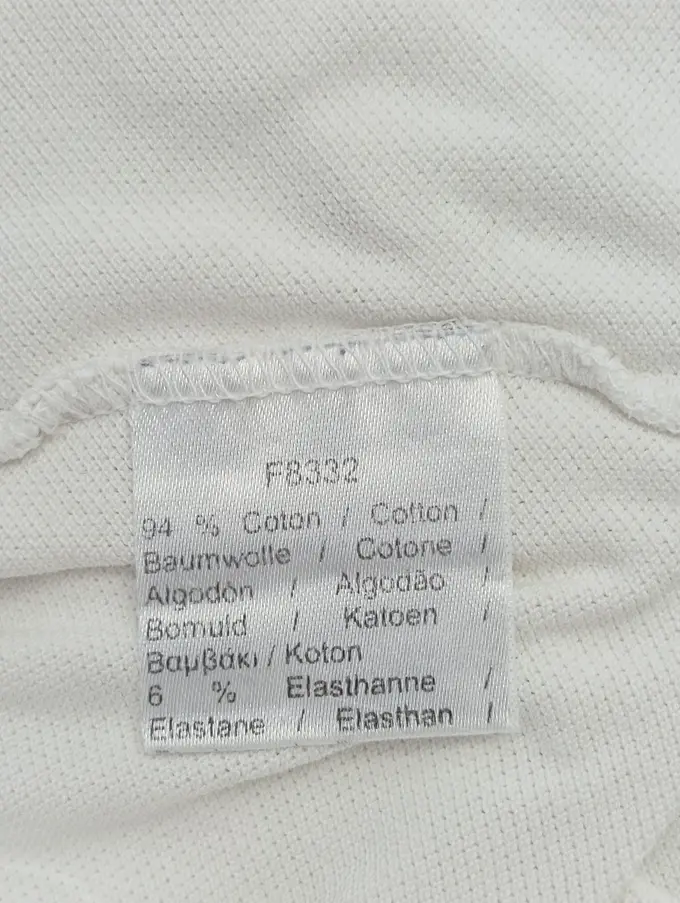 F8332
94 % Coton / Cotton /
Baumwolle / Cotone /
Algodón / Algodão /
Bomuld / Katoen /
Βαμβάκι / Koton
6 % Elasthanne /
Elastane / Elasthan /